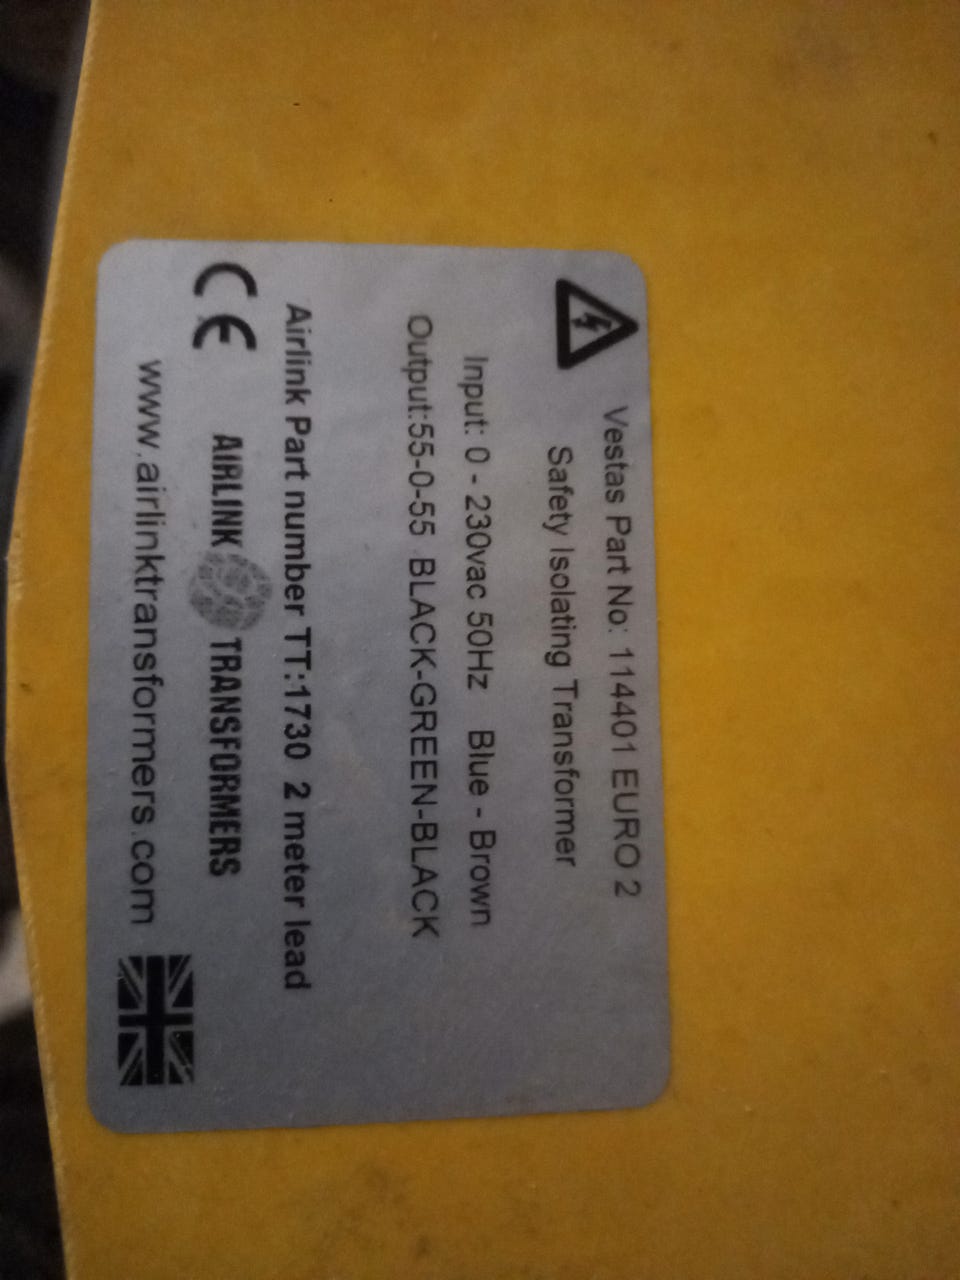 Vestas Part No: 114401 EURO 2
Safety Isolating Transformer
Input: 0 - 230vac 50Hz Blue - Brown
Output:55-0-55 BLACK-GREEN-BLACK
Airlink Part number TT:1730 2 meter lead
CE AIRLINK TRANSFORMERS
www.airlinktransformers.com